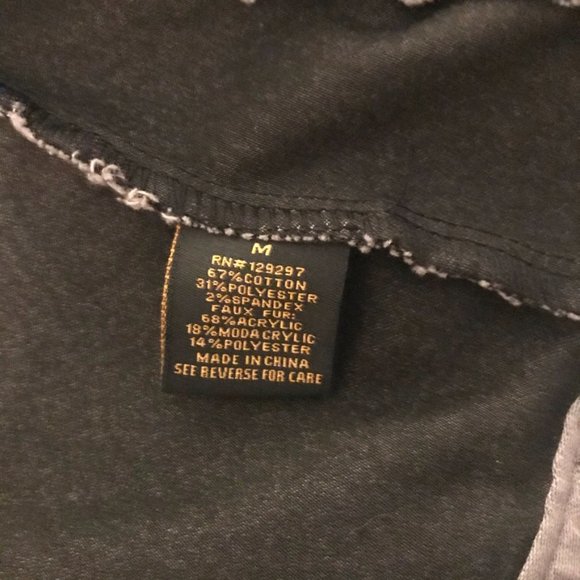 M
RN#129297
67%COTTON
31%POLYESTER
2%SPANDEX
FAUX FUR:
68%ACRYLIC
18%MODACRYLIC
14%POLYESTER
MADE IN CHINA
SEE REVERSE FOR CARE